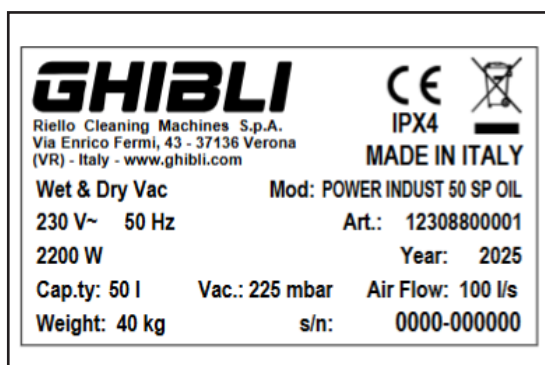 GHIBLI
Riello Cleaning Machines S.p.A.
Via Enrico Fermi, 43 - 37136 Verona
(VR) - Italy - www.ghibli.com
CE
IPX4
MADE IN ITALY
Wet & Dry Vac Mod: POWER INDUST 50 SP OIL
230 V~ 50 Hz Art.: 12308800001
2200 W Year: 2025
Cap.ty: 50 l Vac.: 225 mbar Air Flow: 100 l/s
Weight: 40 kg s/n: 0000-000000